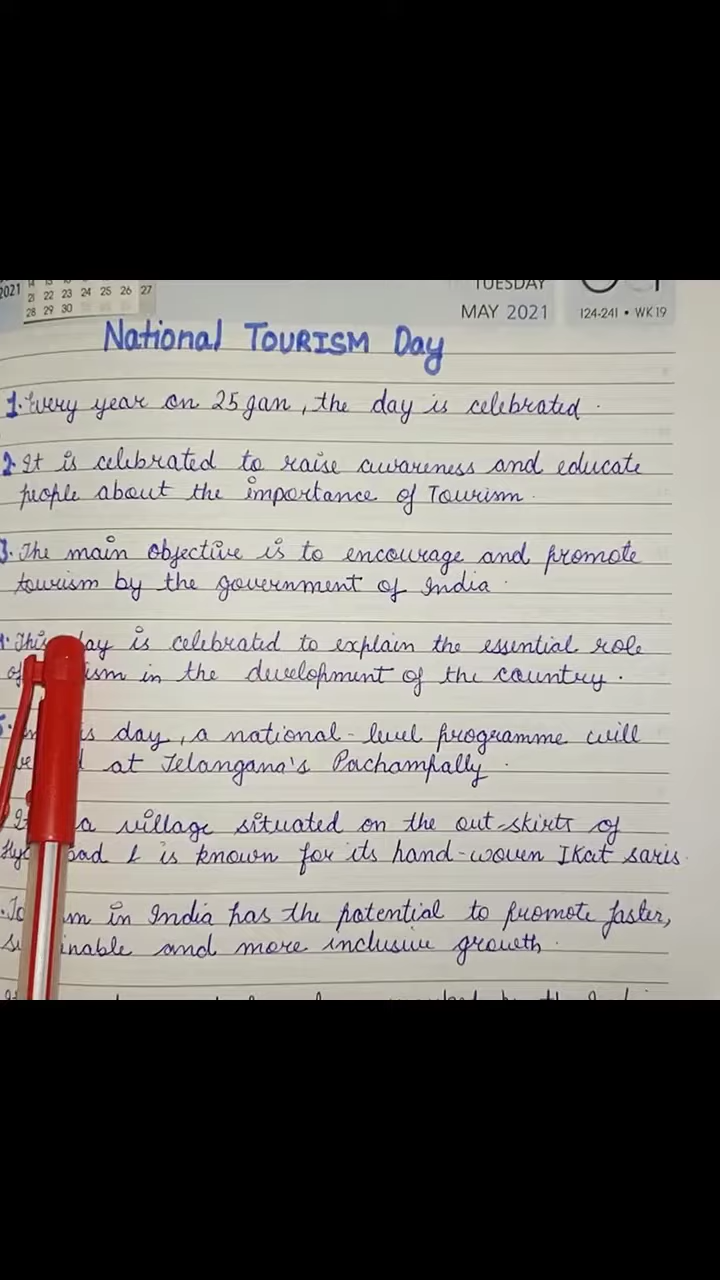 2021
21 22 23 24 25 26 27
28 29 30
TUESDAY
MAY 2021
124-241 • WK 19
National TOURISM Day
1. Every year on 25 Jan, the day is celebrated.
2. It is celebrated to raise awareness and educate
people about the importance of Tourism.
3. The main objective is to encourage and promote
tourism by the government of India.
This day is celebrated to explain the essential role
of in the development of the country.
day, a national-level programme will
at Telangana's Pachampally.
a village situated on the out-skirts of
& is known for its hand-woven IKat saris.
in India has the potential to promote faster,
and more inclusive growth.